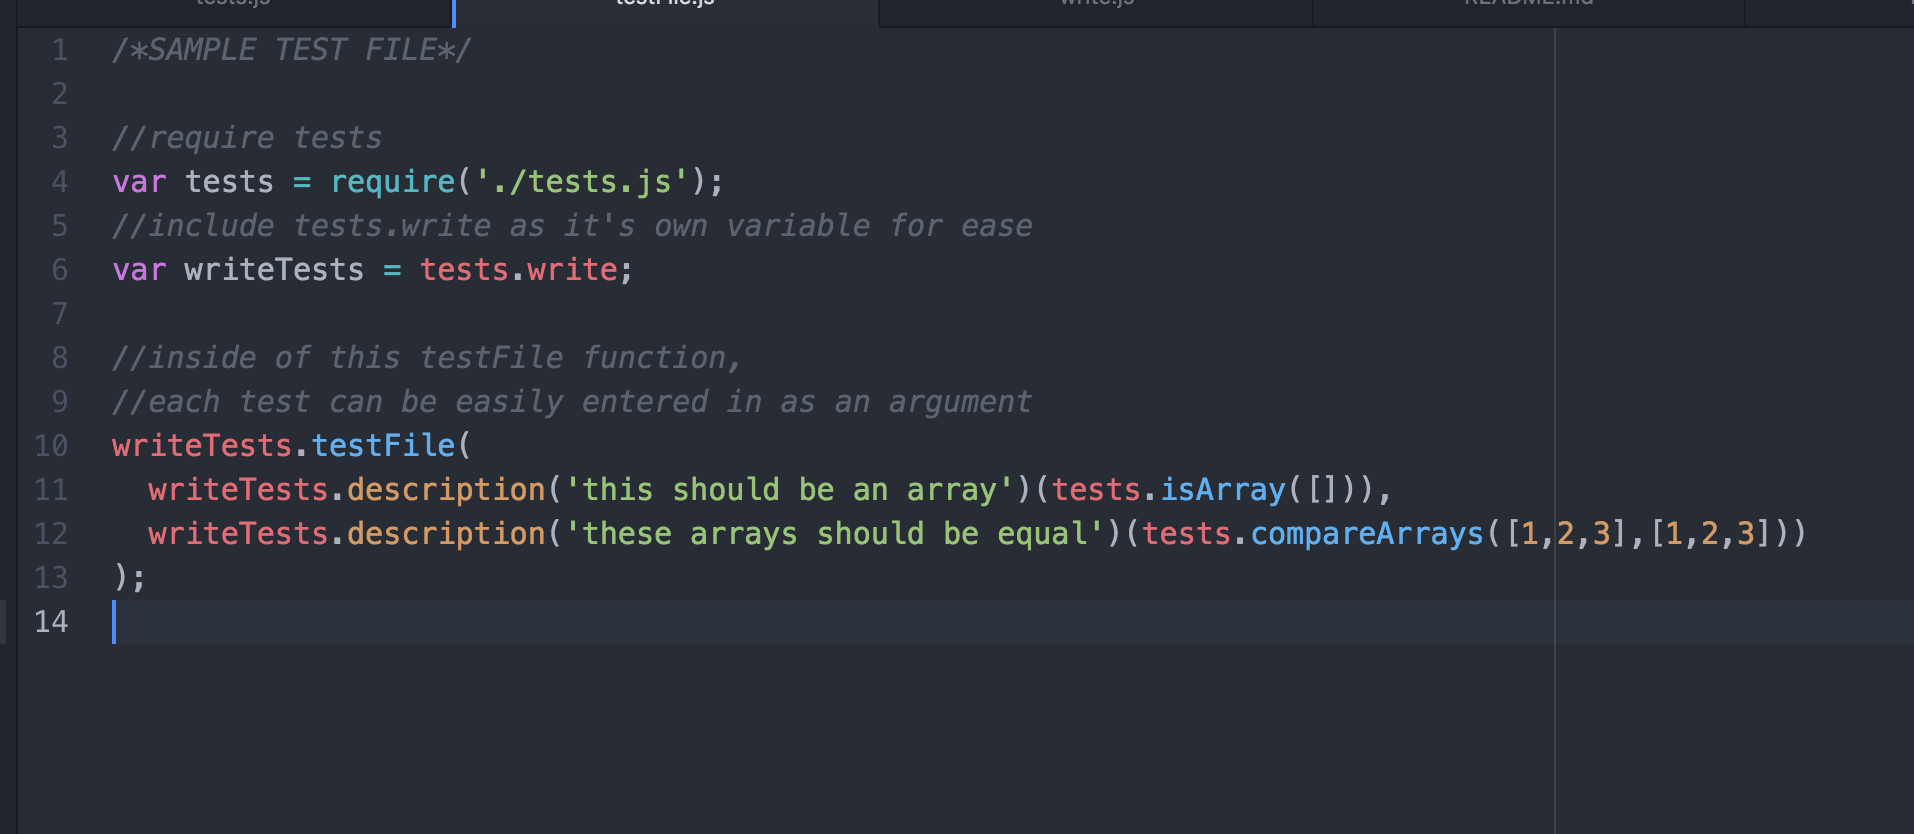 tests.js testFile.js write.js README.md
1 /*SAMPLE TEST FILE*/
2
3 //require tests
4 var tests = require('./tests.js');
5 //include tests.write as it's own variable for ease
6 var writeTests = tests.write;
7
8 //inside of this testFile function,
9 //each test can be easily entered in as an argument
10 writeTests.testFile(
11   writeTests.description('this should be an array')(tests.isArray([])),
12   writeTests.description('these arrays should be equal')(tests.compareArrays([1,2,3],[1,2,3]))
13 );
14